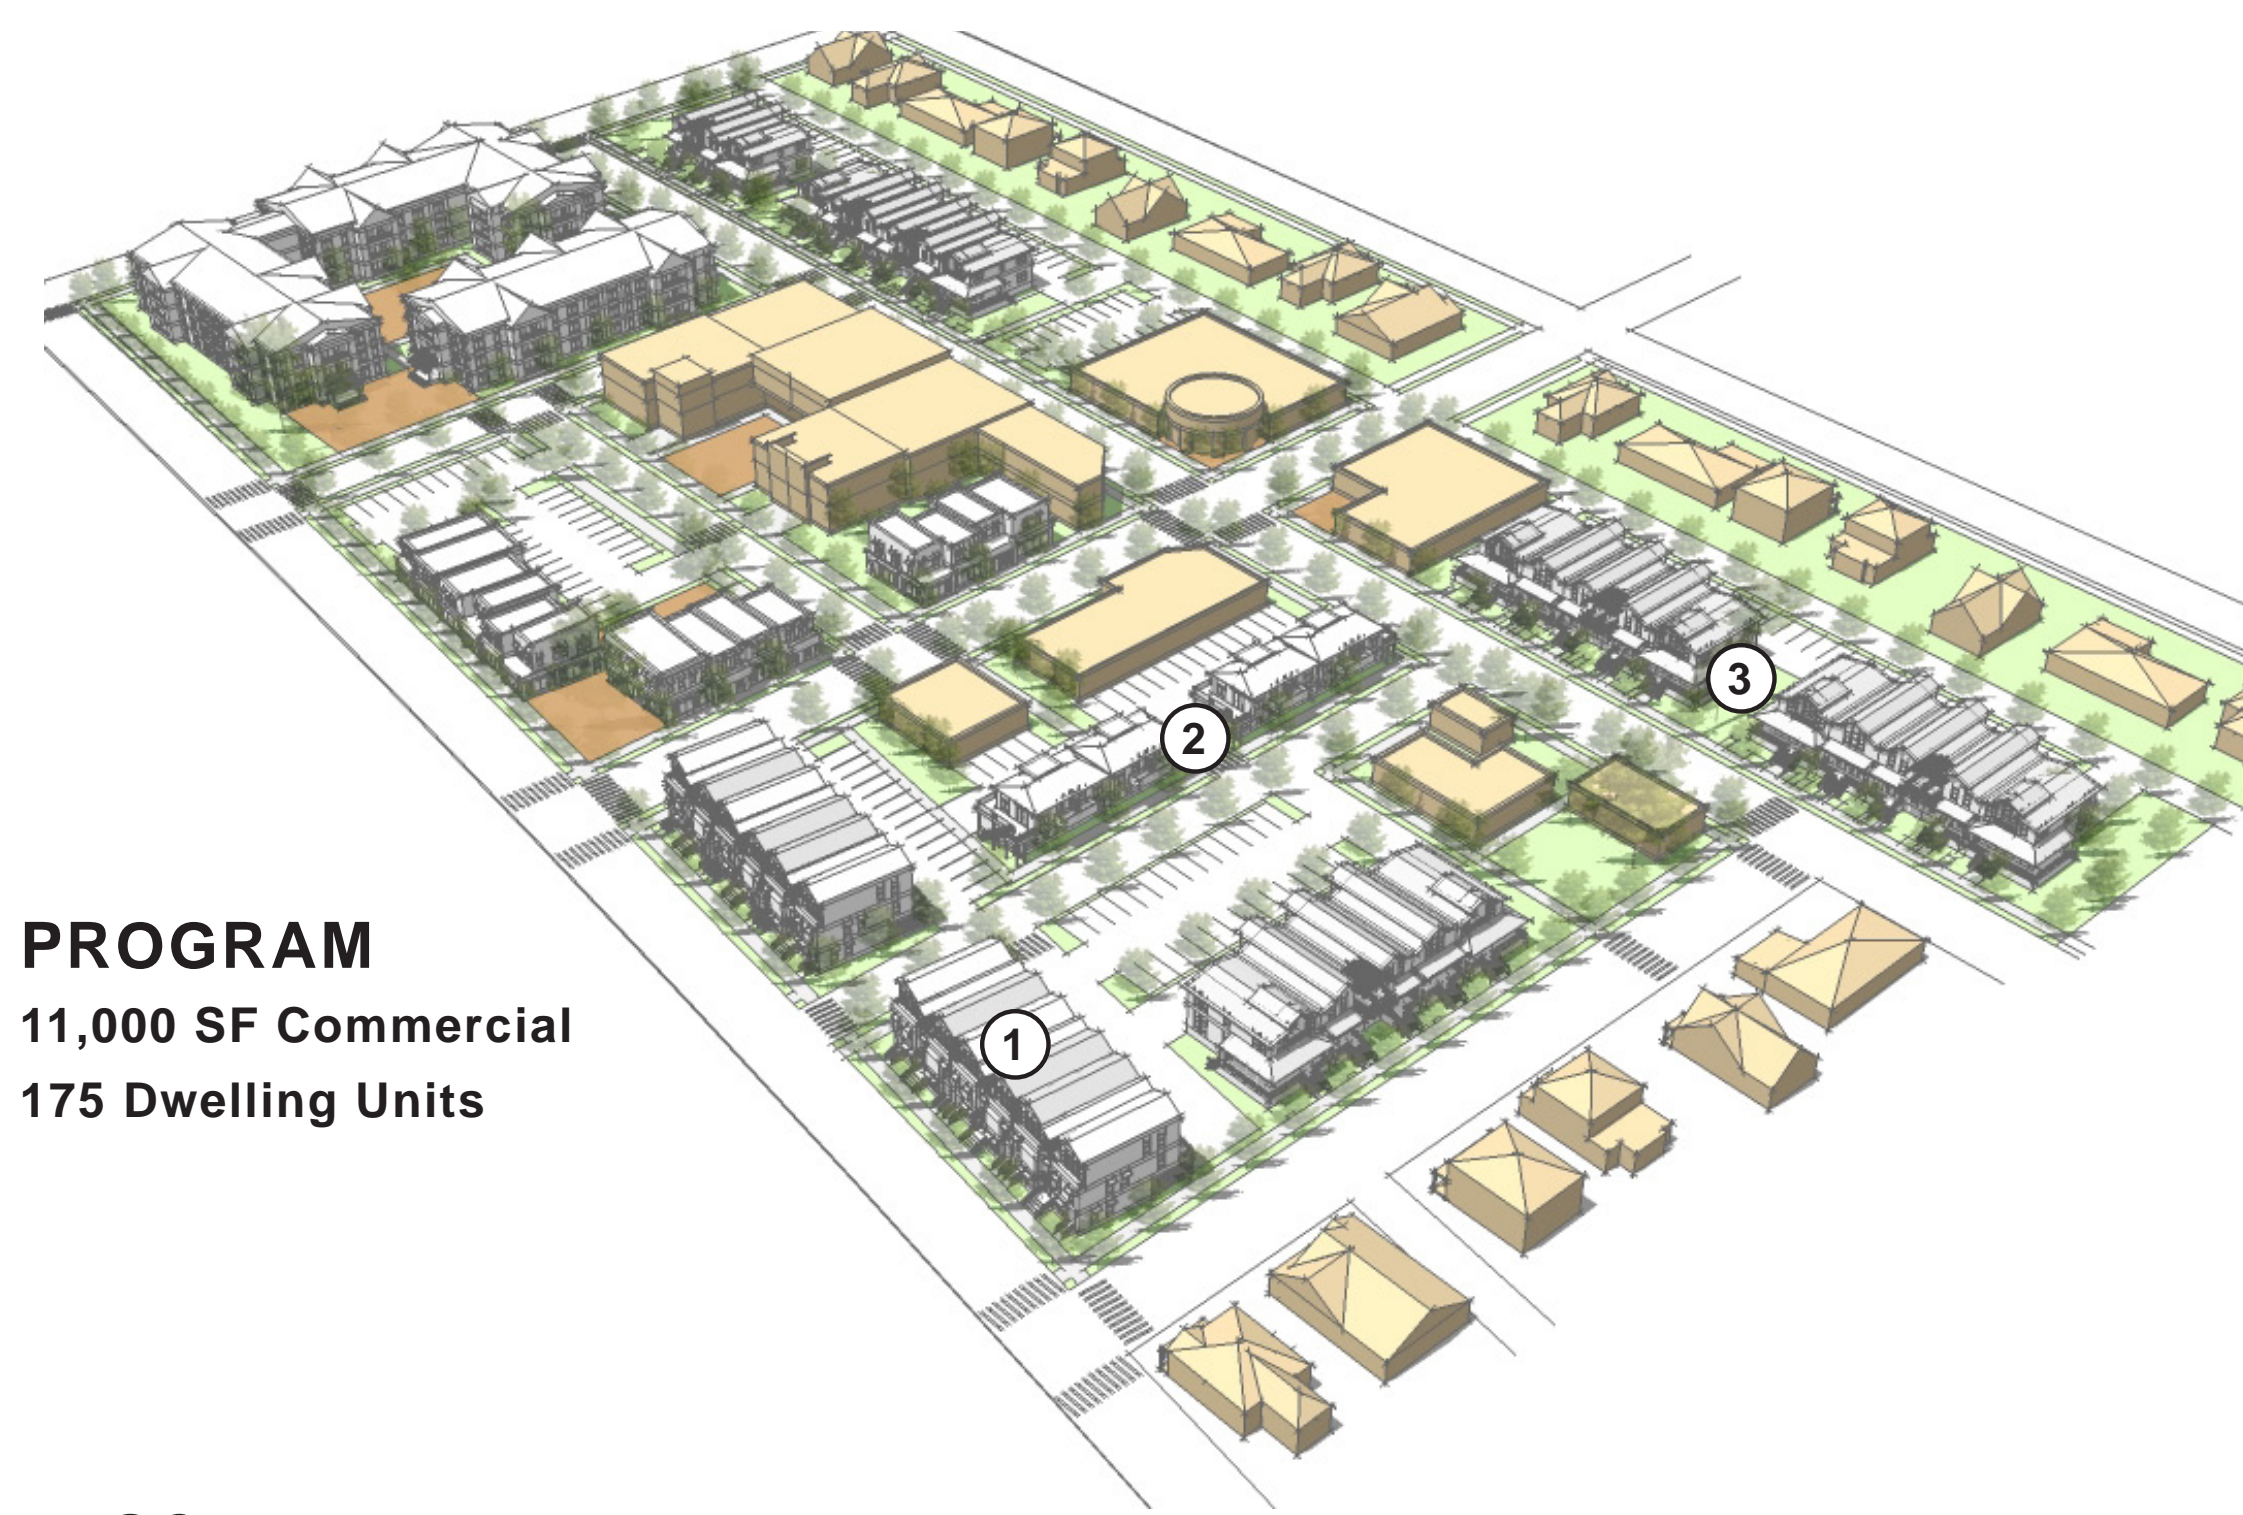 3
2
PROGRAM
11,000 SF Commercial
1
175 Dwelling Units